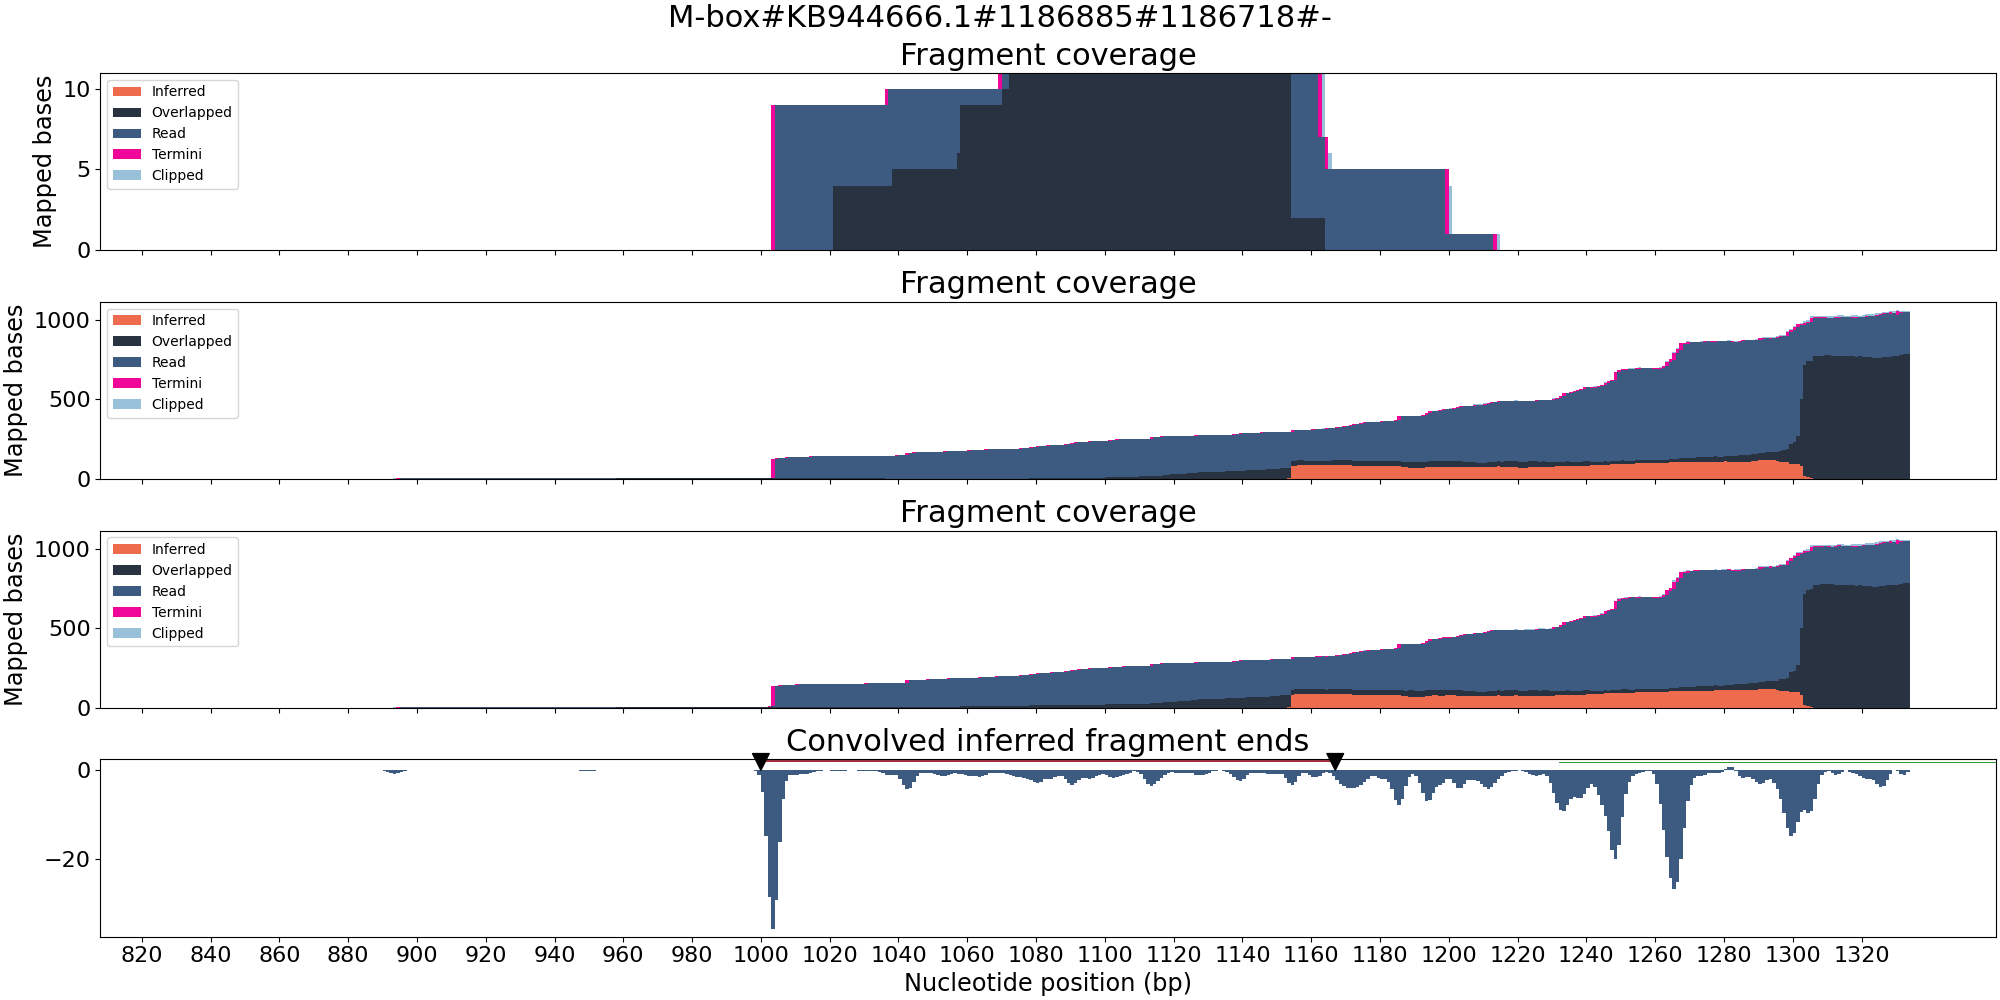 M-box#KB944666.1#1186885#1186718#-
Fragment coverage
Mapped bases
10
5
0
Inferred
Overlapped
Read
Termini
Clipped
Fragment coverage
Mapped bases
1000
500
0
Inferred
Overlapped
Read
Termini
Clipped
Fragment coverage
Mapped bases
1000
500
0
Inferred
Overlapped
Read
Termini
Clipped
Convolved inferred fragment ends
0
−20
820 840 860 880 900 920 940 960 980 1000 1020 1040 1060 1080 1100 1120 1140 1160 1180 1200 1220 1240 1260 1280 1300 1320
Nucleotide position (bp)